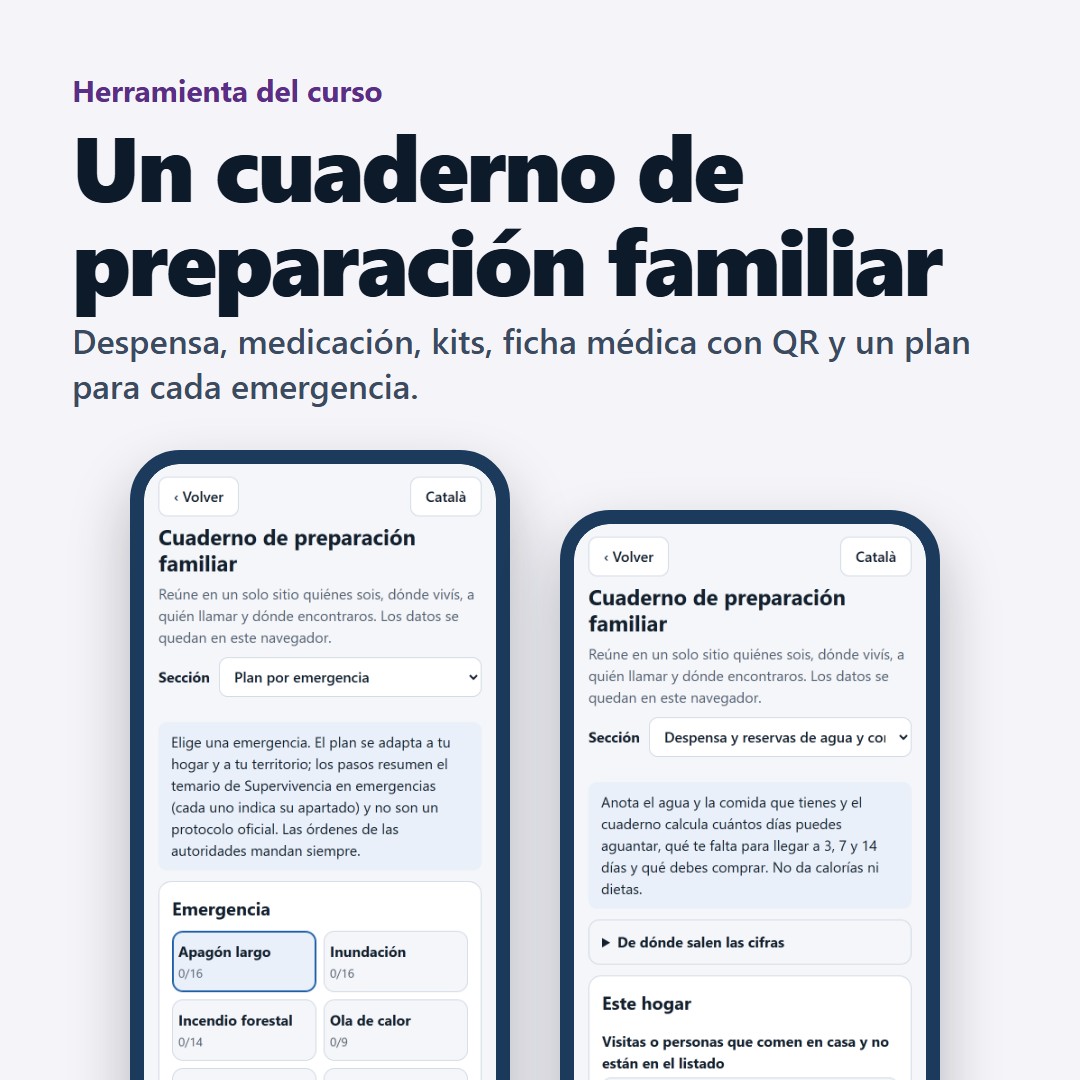 Herramienta del curso
Un cuaderno de
preparación familiar
Despensa, medicación, kits, ficha médica con QR y un plan
para cada emergencia.
‹ Volver
Català
Cuaderno de preparación
familiar
Reúne en un solo sitio quiénes sois, dónde vivís, a
quién llamar y dónde encontraros. Los datos se
quedan en este navegador.
Sección
Plan por emergencia
Elige una emergencia. El plan se adapta a tu
hogar y a tu territorio; los pasos resumen el
temario de Supervivencia en emergencias
(cada uno indica su apartado) y no son un
protocolo oficial. Las órdenes de las
autoridades mandan siempre.
Emergencia
Apagón largo
0/16
Inundación
0/16
Incendio forestal
0/14
Ola de calor
0/9
‹ Volver
Català
Cuaderno de preparación
familiar
Reúne en un solo sitio quiénes sois, dónde vivís, a
quién llamar y dónde encontraros. Los datos se
quedan en este navegador.
Sección
Despensa y reservas de agua y
Anota el agua y la comida que tienes y el
cuaderno calcula cuántos días puedes
aguantar, qué te falta para llegar a 3, 7 y 14
días y qué debes comprar. No da calorías ni
dietas.
▶ De dónde salen las cifras
Este hogar
Visitas o personas que comen en casa y no
están en el listado